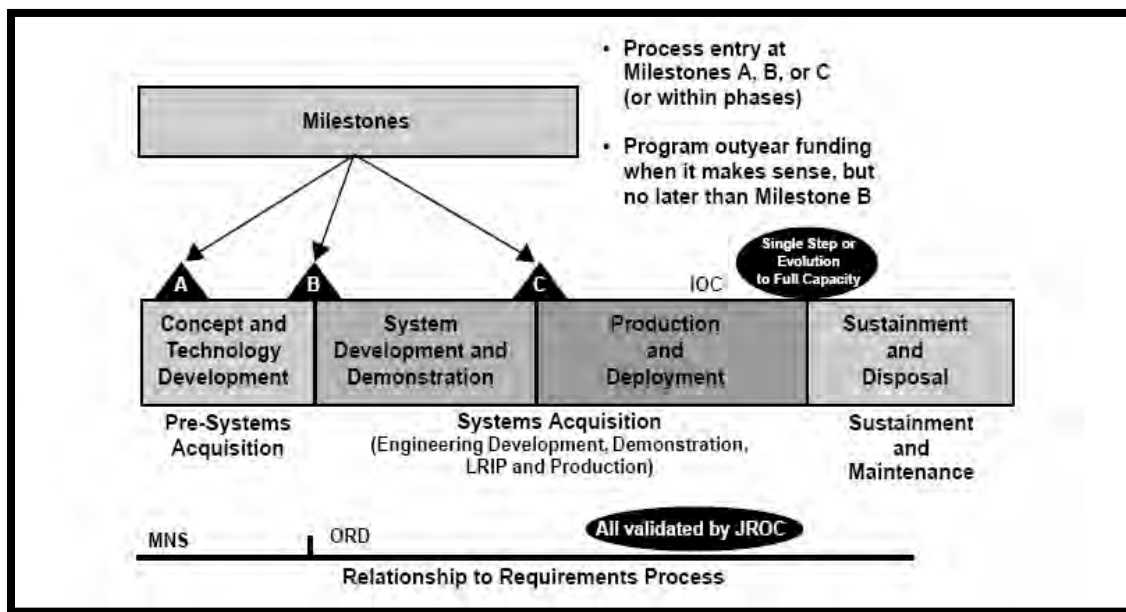 • Process entry at
Milestones A, B, or C
(or within phases)
Milestones
• Program outyear funding
when it makes sense, but
no later than Milestone B
Single Step or
Evolution
to Full Capacity
A
B
C
IOC
Concept and
Technology
Development
System
Development and
Demonstration
Production
and
Deployment
Sustainment
and
Disposal
Pre-Systems
Acquisition
Systems Acquisition
(Engineering Development, Demonstration,
LRIP and Production)
Sustainment
and
Maintenance
MNS
ORD
All validated by JROC
Relationship to Requirements Process